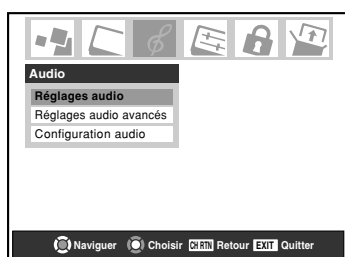 Audio
Réglages audio
Réglages audio avancés
Configuration audio
Naviguer Choisir CH RTN Retour EXIT Quitter